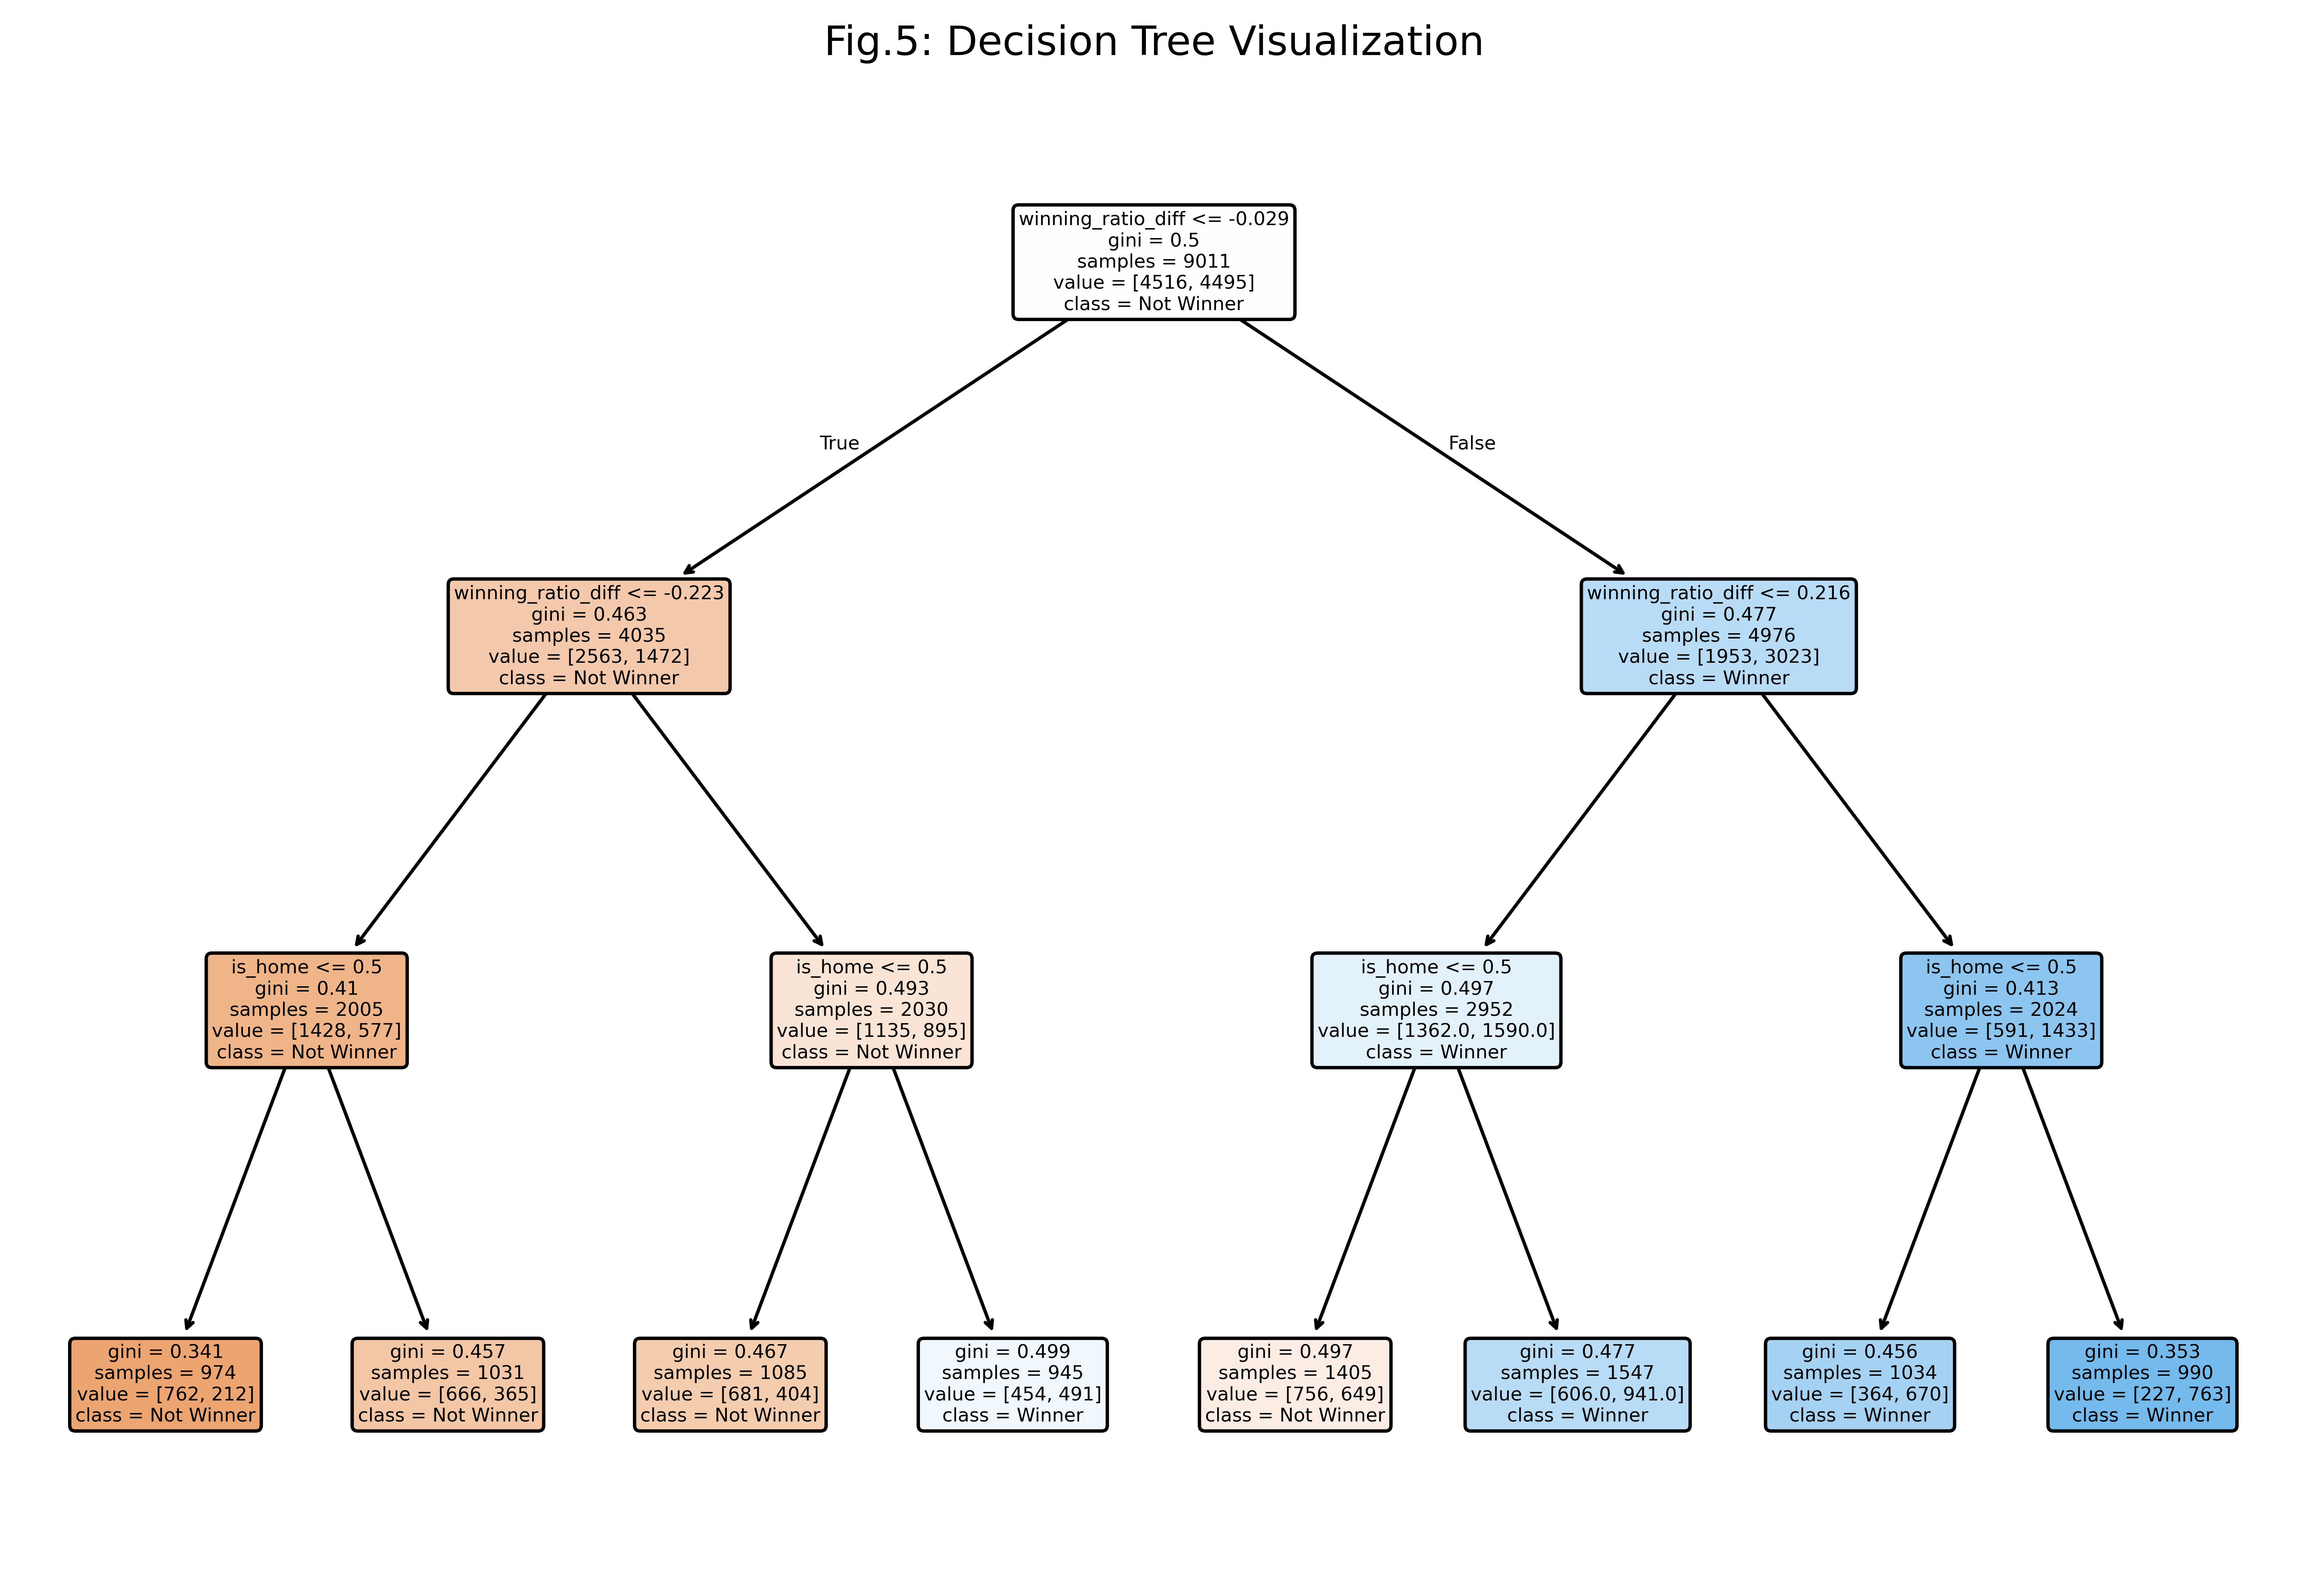 Fig.5: Decision Tree Visualization
winning_ratio_diff <= -0.029
gini = 0.5
samples = 9011
value = [4516, 4495]
class = Not Winner
True
False
winning_ratio_diff <= -0.223
gini = 0.463
samples = 4035
value = [2563, 1472]
class = Not Winner
winning_ratio_diff <= 0.216
gini = 0.477
samples = 4976
value = [1953, 3023]
class = Winner
is_home <= 0.5
gini = 0.41
samples = 2005
value = [1428, 577]
class = Not Winner
is_home <= 0.5
gini = 0.493
samples = 2030
value = [1135, 895]
class = Not Winner
is_home <= 0.5
gini = 0.497
samples = 2952
value = [1362.0, 1590.0]
class = Winner
is_home <= 0.5
gini = 0.413
samples = 2024
value = [591, 1433]
class = Winner
gini = 0.341
samples = 974
value = [762, 212]
class = Not Winner
gini = 0.457
samples = 1031
value = [666, 365]
class = Not Winner
gini = 0.467
samples = 1085
value = [681, 404]
class = Not Winner
gini = 0.499
samples = 945
value = [454, 491]
class = Winner
gini = 0.497
samples = 1405
value = [756, 649]
class = Not Winner
gini = 0.477
samples = 1547
value = [606.0, 941.0]
class = Winner
gini = 0.456
samples = 1034
value = [364, 670]
class = Winner
gini = 0.353
samples = 990
value = [227, 763]
class = Winner